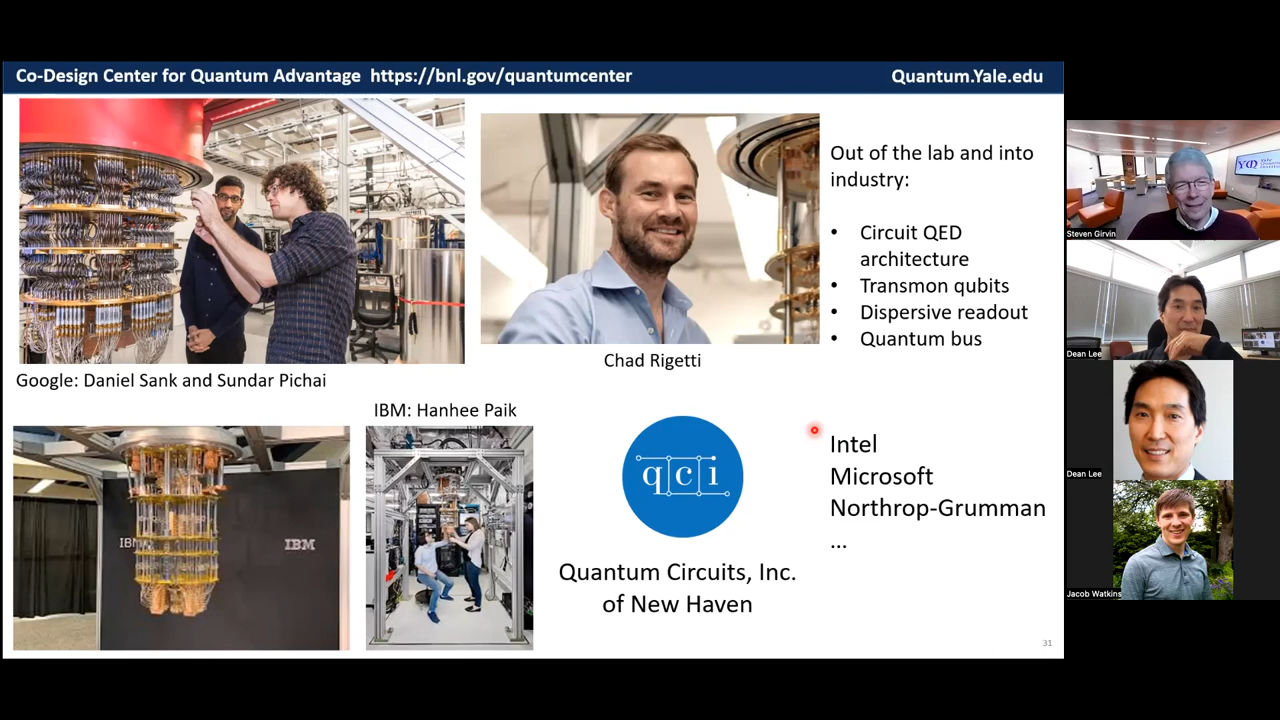 Co-Design Center for Quantum Advantage https://bnl.gov/quantumcenter
Quantum.Yale.edu
Google: Daniel Sank and Sundar Pichai
Chad Rigetti
Out of the lab and into
industry:
• Circuit QED
architecture
• Transmon qubits
• Dispersive readout
• Quantum bus
IBM: Hanhee Paik
IBM
IBM
qci
Quantum Circuits, Inc.
of New Haven
Intel
Microsoft
Northrop-Grumman
...
31
Steven Girvin
Dean Lee
Dean Lee
Jacob Watkins